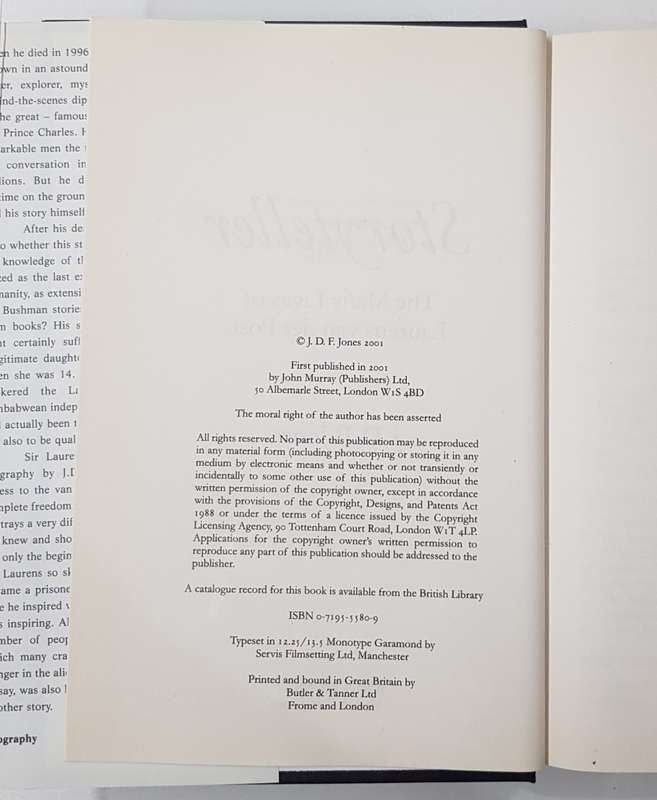 en he died in 1996
own in an astound
er, explorer, mys
ind-the-scenes dip
he great – famous
Prince Charles. H
arkable men the
conversation in
lions. But he d
time on the groun
l his story himself
After his de
o whether this st
knowledge of th
zed as the last ex
manity, as extensi
Bushman stories
m books? His s
nt certainly suff
gitimate daughte
en she was 14.
kered the La
mbabwean indep
actually been t
also to be qual
Sir Laure
graphy by J.D
ess to the van
mplete freedom
trays a very dif
knew and sho
only the begin
Laurens so sk
ame a prisone
e he inspired
s inspiring. Al
mber of peop
ich many cra
nger in the alie
say, was also
other story.
ography
© J. D. F. Jones 2001
First published in 2001
by John Murray (Publishers) Ltd,
50 Albemarle Street, London W1S 4BD
The moral right of the author has been asserted
All rights reserved. No part of this publication may be reproduced
in any material form (including photocopying or storing it in any
medium by electronic means and whether or not transiently or
incidentally to some other use of this publication) without the
written permission of the copyright owner, except in accordance
with the provisions of the Copyright, Designs, and Patents Act
1988 or under the terms of a licence issued by the Copyright
Licensing Agency, 90 Tottenham Court Road, London W1T 4LP.
Applications for the copyright owner's written permission to
reproduce any part of this publication should be addressed to the
publisher.
A catalogue record for this book is available from the British Library
ISBN 0-7195-5580-9
Typeset in 12.25/13.5 Monotype Garamond by
Servis Filmsetting Ltd, Manchester
Printed and bound in Great Britain by
Butler & Tanner Ltd
Frome and London